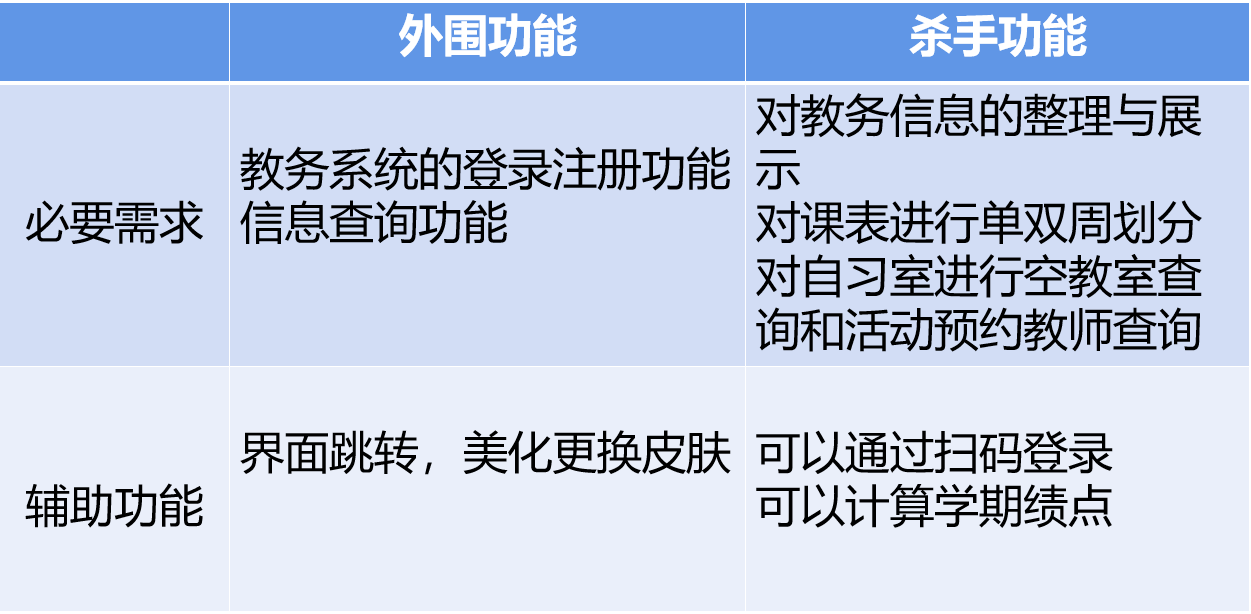 外围功能
杀手功能
必要需求
教务系统的登录注册功能
信息查询功能
对教务信息的整理与展
示
对课表进行单双周划分
对自习室进行空教室查
询和活动预约教师查询
辅助功能
界面跳转，美化更换皮肤
可以通过扫码登录
可以计算学期绩点